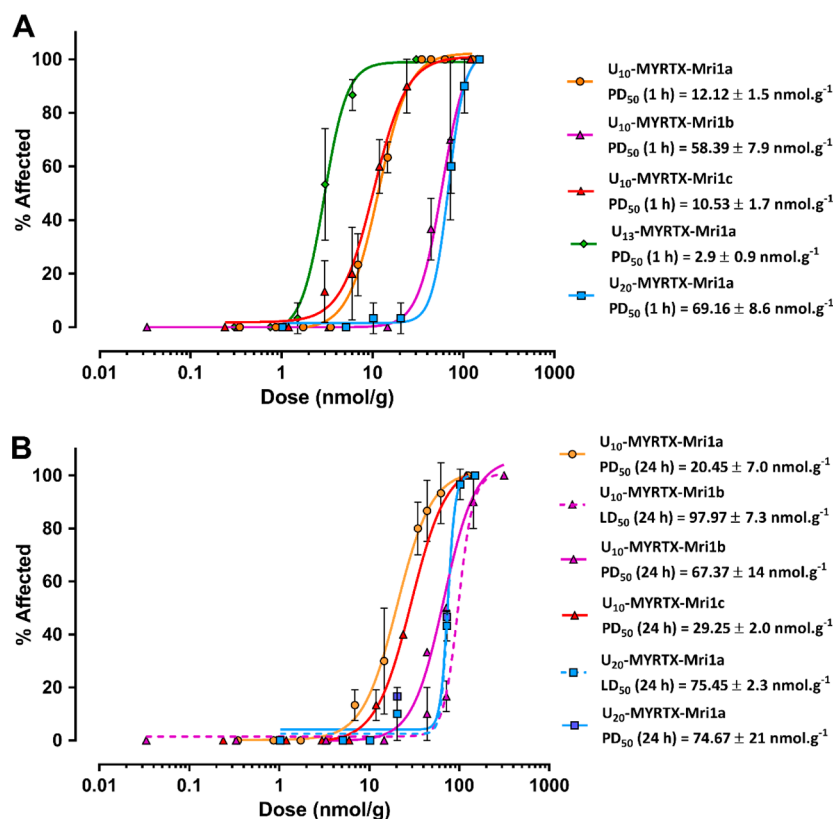 A
% Affected
100
80
60
40
20
0
0.01 0.1 1 10 100 1000
Dose (nmol/g)
U₁₀-MYRTX-Mri1a
PD₅₀ (1 h) = 12.12 ± 1.5 nmol.g⁻¹
U₁₀-MYRTX-Mri1b
PD₅₀ (1 h) = 58.39 ± 7.9 nmol.g⁻¹
U₁₀-MYRTX-Mri1c
PD₅₀ (1 h) = 10.53 ± 1.7 nmol.g⁻¹
U₁₃-MYRTX-Mri1a
PD₅₀ (1 h) = 2.9 ± 0.9 nmol.g⁻¹
U₂₀-MYRTX-Mri1a
PD₅₀ (1 h) = 69.16 ± 8.6 nmol.g⁻¹
B
% Affected
100
80
60
40
20
0
0.01 0.1 1 10 100 1000
Dose (nmol/g)
U₁₀-MYRTX-Mri1a
PD₅₀ (24 h) = 20.45 ± 7.0 nmol.g⁻¹
U₁₀-MYRTX-Mri1b
LD₅₀ (24 h) = 97.97 ± 7.3 nmol.g⁻¹
U₁₀-MYRTX-Mri1b
PD₅₀ (24 h) = 67.37 ± 14 nmol.g⁻¹
U₁₀-MYRTX-Mri1c
PD₅₀ (24 h) = 29.25 ± 2.0 nmol.g⁻¹
U₂₀-MYRTX-Mri1a
LD₅₀ (24 h) = 75.45 ± 2.3 nmol.g⁻¹
U₂₀-MYRTX-Mri1a
PD₅₀ (24 h) = 74.67 ± 21 nmol.g⁻¹